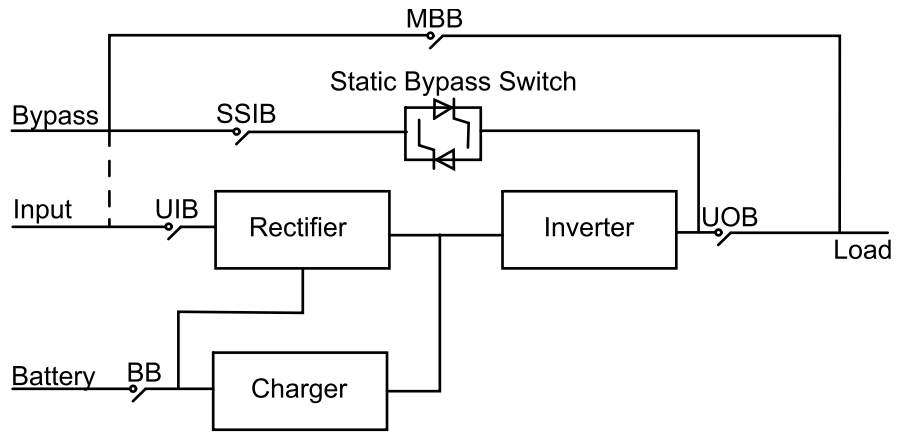 MBB
Static Bypass Switch
Bypass
SSIB
Input
UIB
Rectifier
Inverter
UOB
Load
Battery
BB
Charger